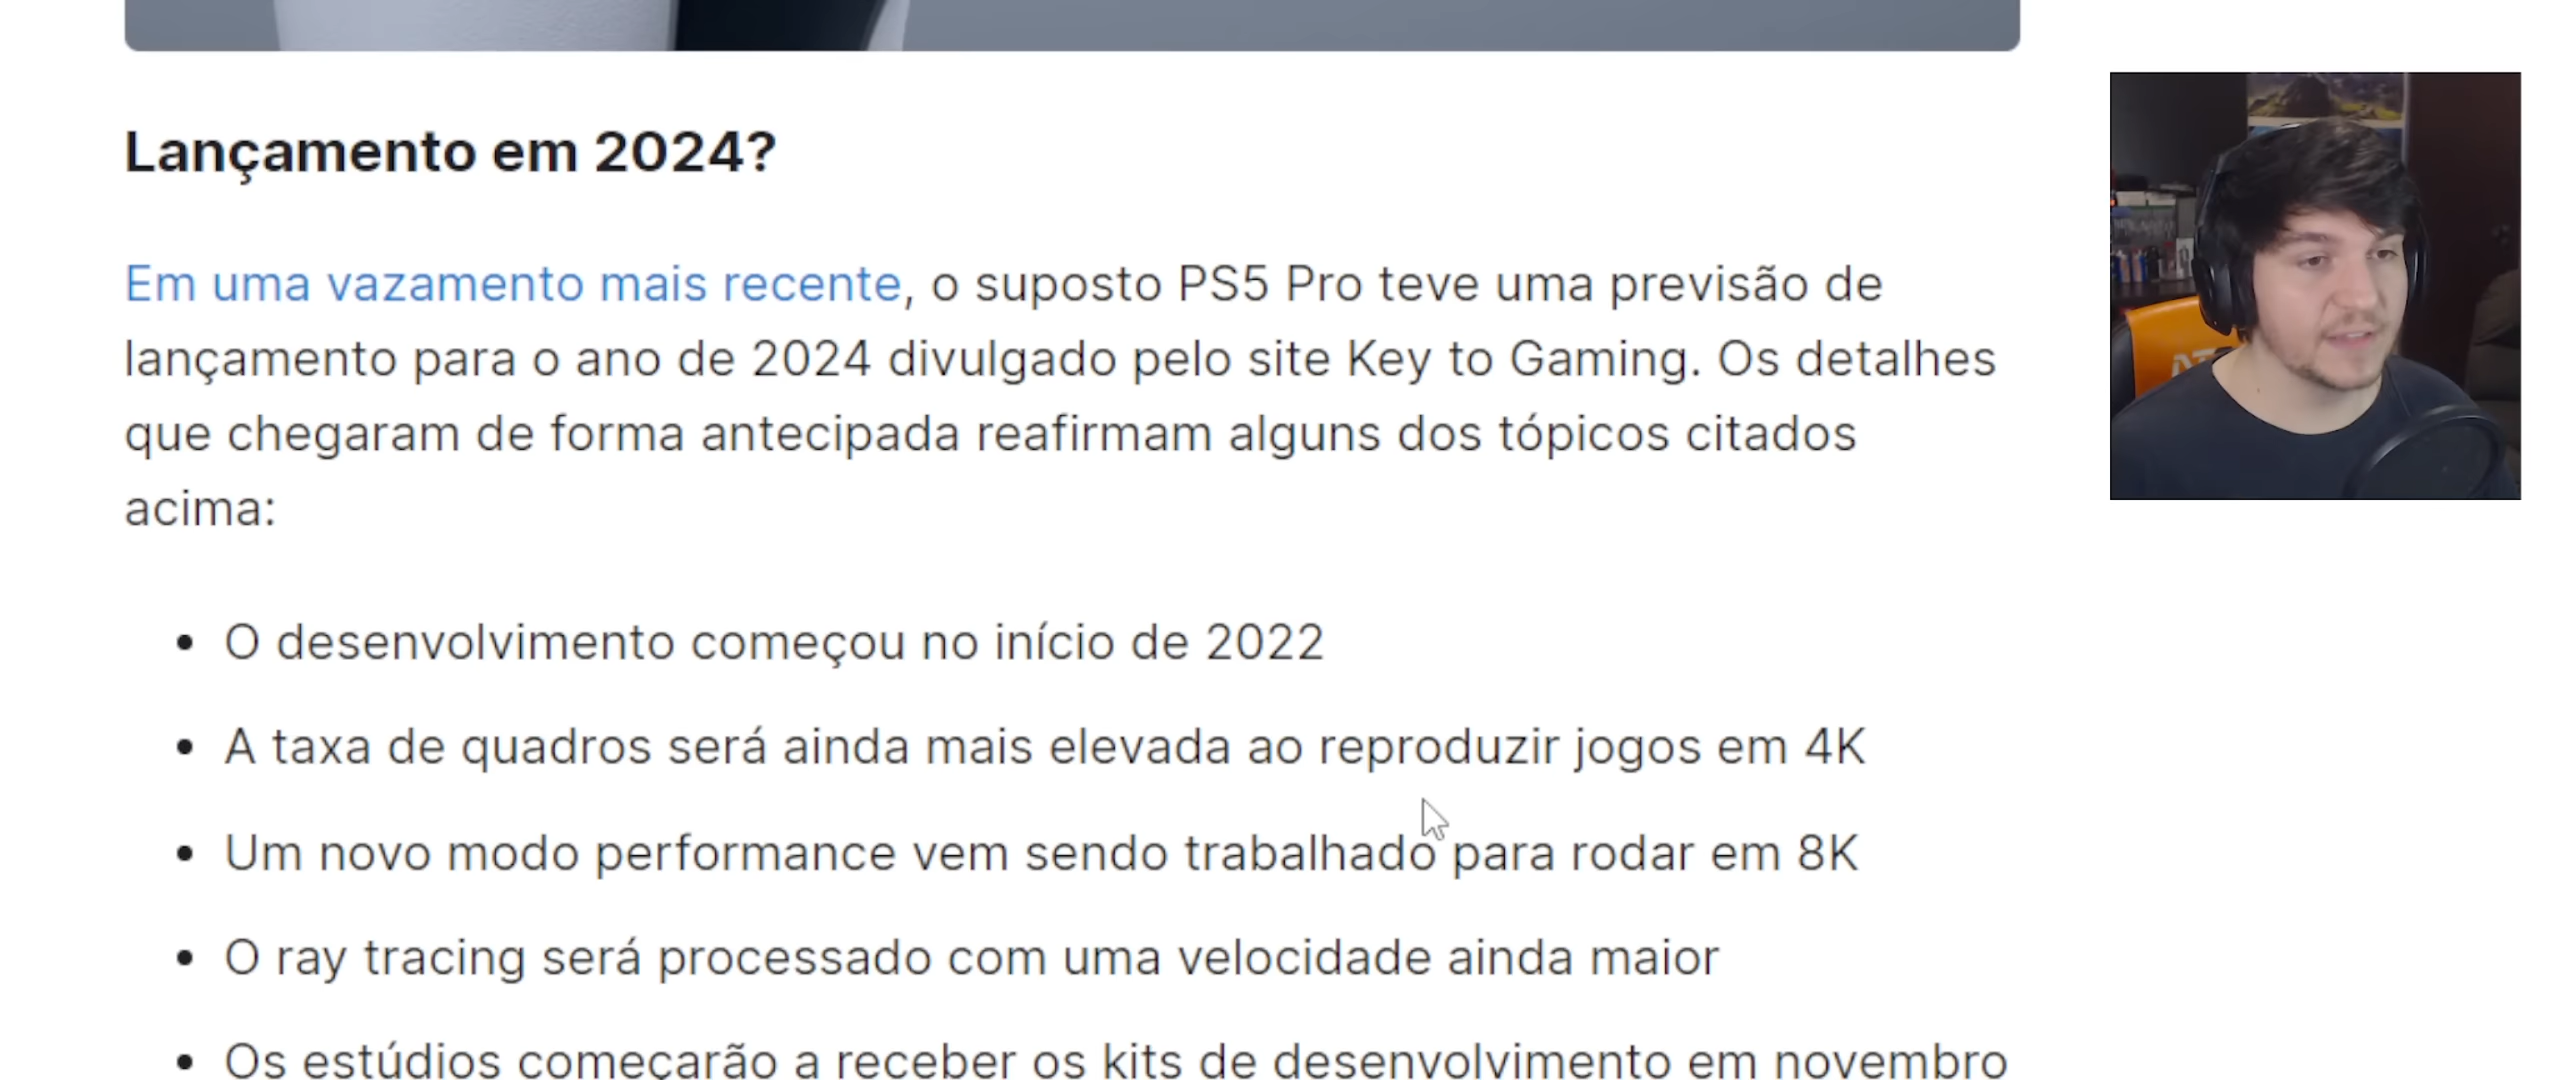 Lançamento em 2024?
Em uma vazamento mais recente, o suposto PS5 Pro teve uma previsão de
lançamento para o ano de 2024 divulgado pelo site Key to Gaming. Os detalhes
que chegaram de forma antecipada reafirmam alguns dos tópicos citados
acima:
• O desenvolvimento começou no início de 2022
• A taxa de quadros será ainda mais elevada ao reproduzir jogos em 4K
• Um novo modo performance vem sendo trabalhado para rodar em 8K
• O ray tracing será processado com uma velocidade ainda maior
• Os estúdios começarão a receber os kits de desenvolvimento em novembro